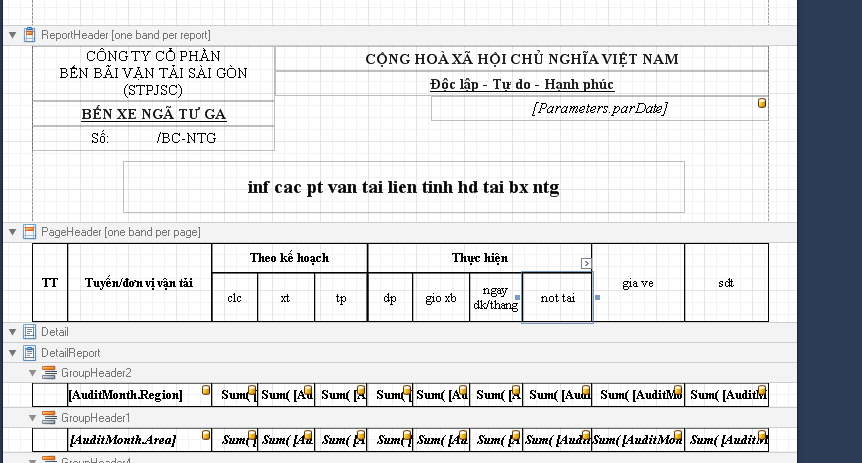 ReportHeader [one band per report]
CÔNG TY CỔ PHẦN
BẾN BÃI VẬN TẢI SÀI GÒN
(STPJSC)
BẾN XE NGÃ TƯ GA
Số: /BC-NTG
CỘNG HOÀ XÃ HỘI CHỦ NGHĨA VIỆT NAM
Độc lập - Tự do - Hạnh phúc
[Parameters.parDate]
inf cac pt van tai lien tinh hd tai bx ntg
PageHeader [one band per page]
TT Tuyến/đơn vị vận tải Theo kế hoạch Thực hiện gia ve sdt
clc xt tp dp gio xb ngay dk/thang not tai
Detail
DetailReport
GroupHeader2
[AuditMonth.Region] Sum([ Sum( [Au Sum( [A Sum( Sum( [A Sum( [A Sum( [Aud Sum( [AuditMo Sum( [AuditM
GroupHeader1
[AuditMonth.Area] Sum([ Sum( [A Sum( [A Sum( Sum( [A Sum( [A Sum( [Audi Sum( [AuditMo Sum( [AuditM
GroupHeader4